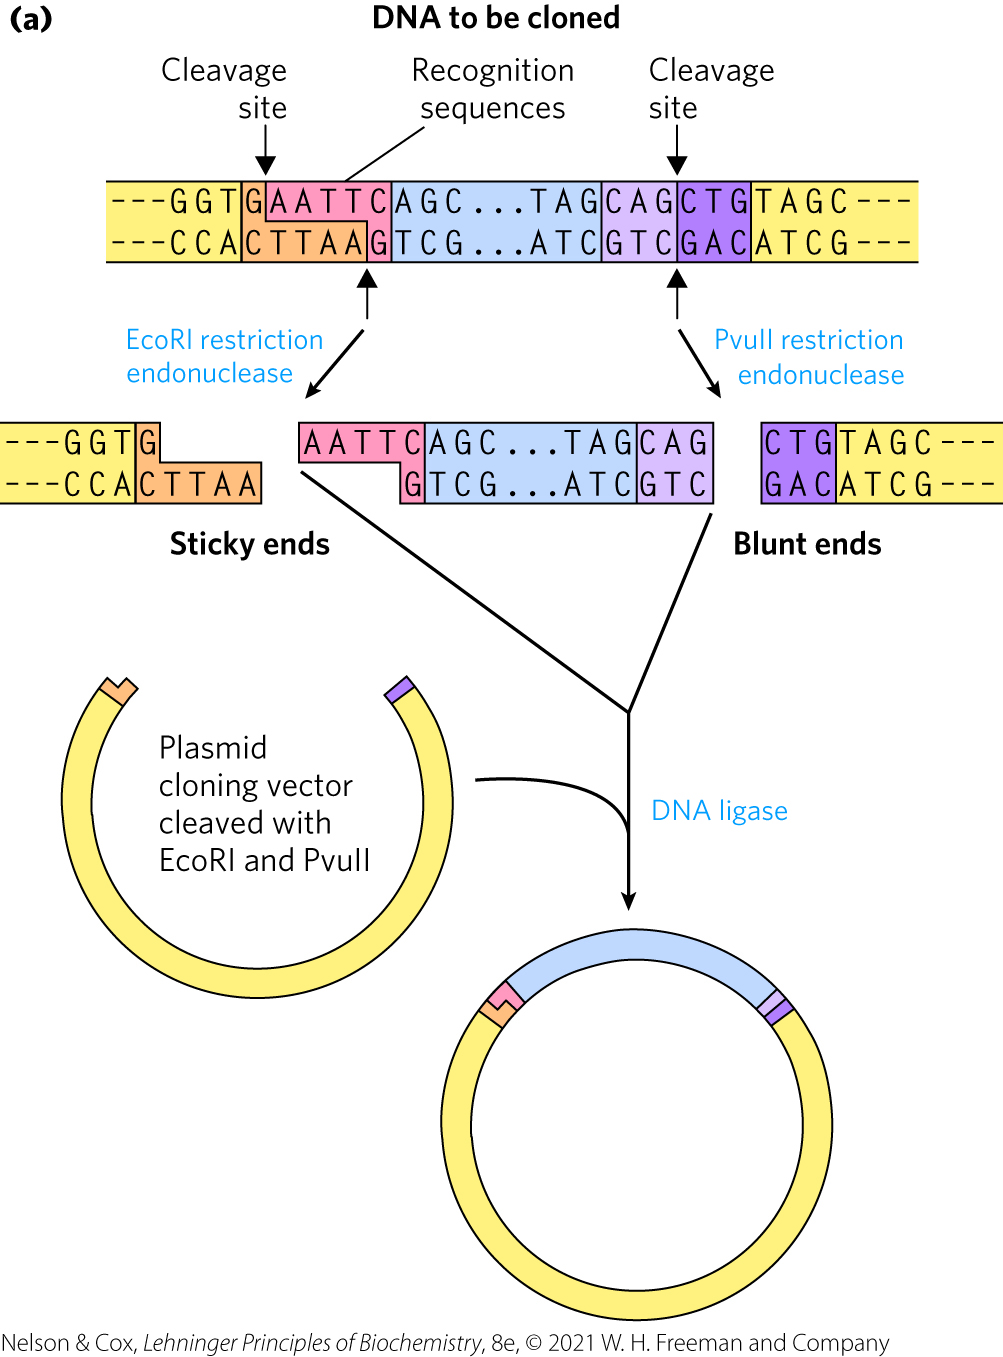 (a)
DNA to be cloned
Cleavage
site
Recognition
sequences
Cleavage
site
---GGTGAATTCAGC...TAGCAGCTGTAGC---
---CCACTTAAGTCG...ATCGTCGACATCG---
EcoRI restriction
endonuclease
PvuII restriction
endonuclease
---GGTG
---CCACTTAA
AATTCAGC...TAGCAG
GTCG...ATCGTC
CTGTAGC---
GACATCG---
Sticky ends
Blunt ends
Plasmid
cloning vector
cleaved with
EcoRI and PvuII
DNA ligase
Nelson & Cox, Lehninger Principles of Biochemistry, 8e, © 2021 W. H. Freeman and Company